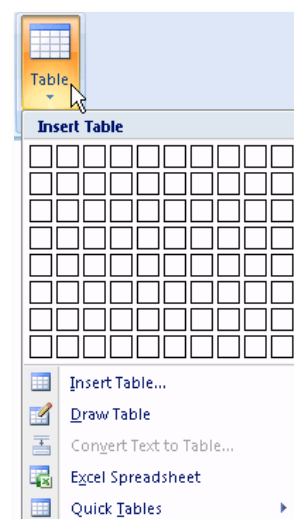 Table
Insert Table
Insert Table...
Draw Table
Convert Text to Table...
Excel Spreadsheet
Quick Tables